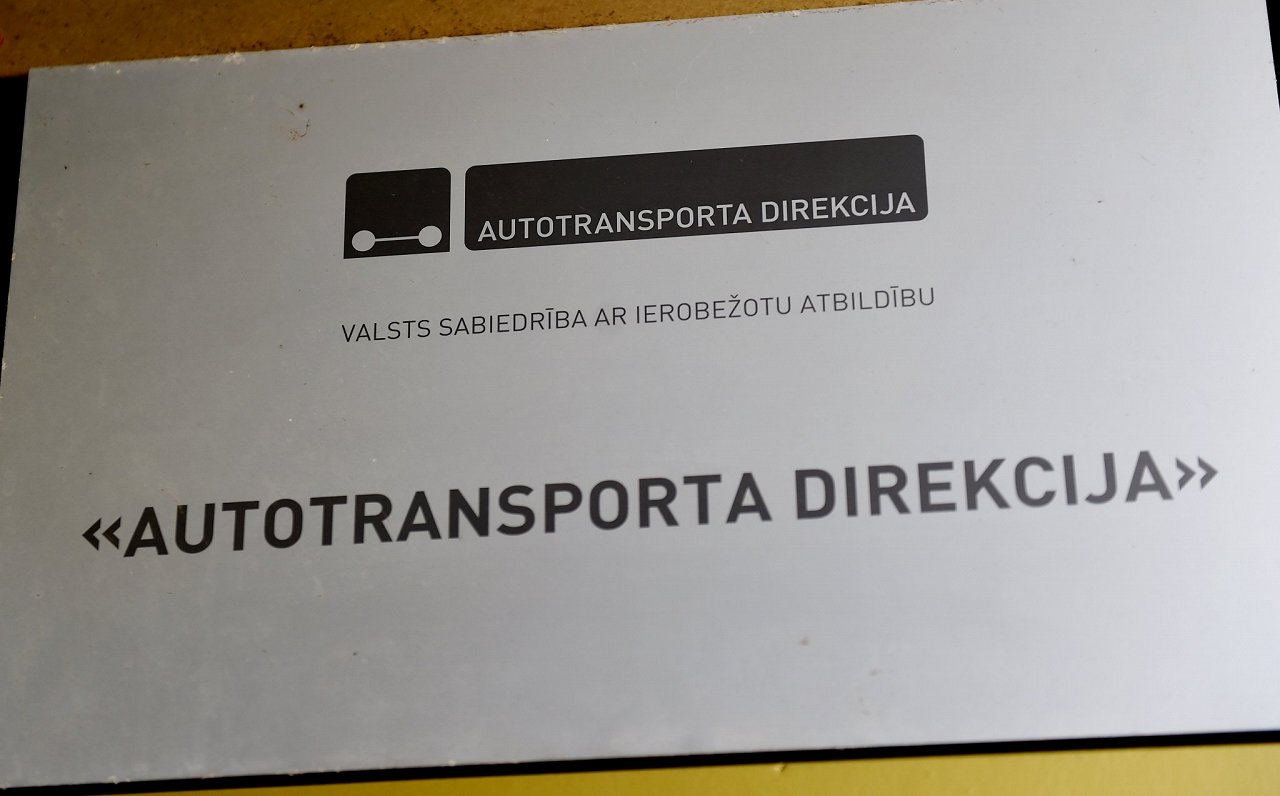 AUTOTRANSPORTA DIREKCIJA
VALSTS SABIEDRĪBA AR IEROBEŽOTU ATBILDĪBU
«AUTOTRANSPORTA DIREKCIJA»